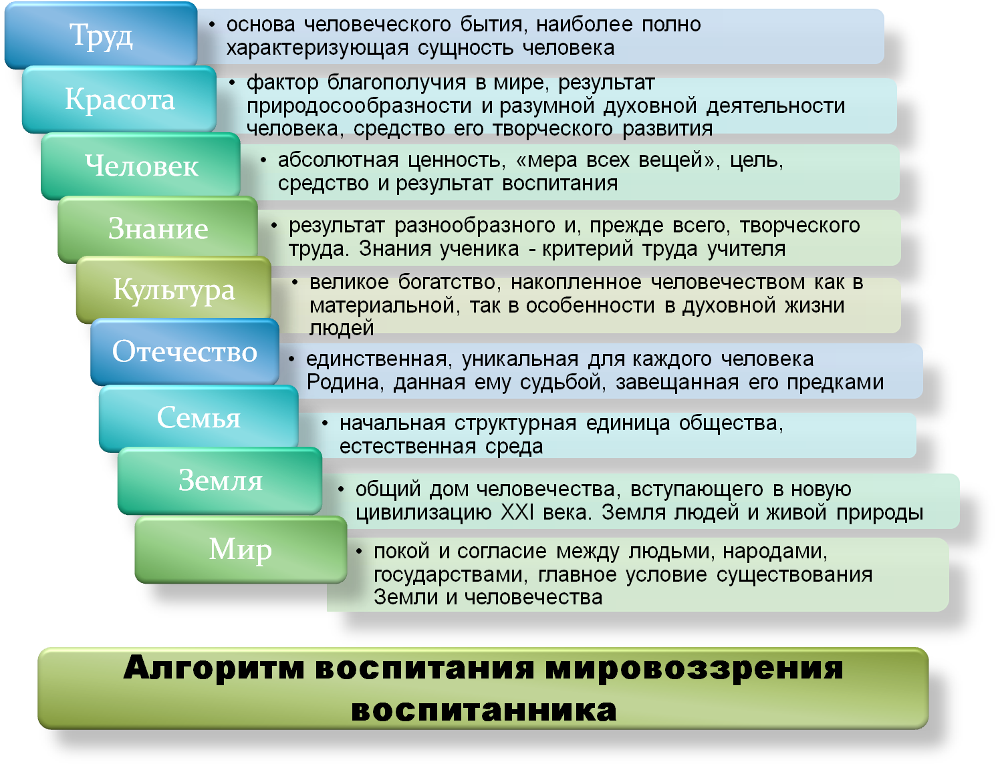 Труд
• основа человеческого бытия, наиболее полно
характеризующая сущность человека
Красота
• фактор благополучия в мире, результат
природосообразности и разумной духовной деятельности
человека, средство его творческого развития
Человек
• абсолютная ценность, «мера всех вещей», цель,
средство и результат воспитания
Знание
• результат разнообразного и, прежде всего, творческого
труда. Знания ученика - критерий труда учителя
Культура
• великое богатство, накопленное человечеством как в
материальной, так в особенности в духовной жизни
людей
Отечество
• единственная, уникальная для каждого человека
Родина, данная ему судьбой, завещанная его предками
Семья
• начальная структурная единица общества,
естественная среда
Земля
• общий дом человечества, вступающего в новую
цивилизацию XXI века. Земля людей и живой природы
Мир
• покой и согласие между людьми, народами,
государствами, главное условие существования
Земли и человечества
Алгоритм воспитания мировоззрения
воспитанника